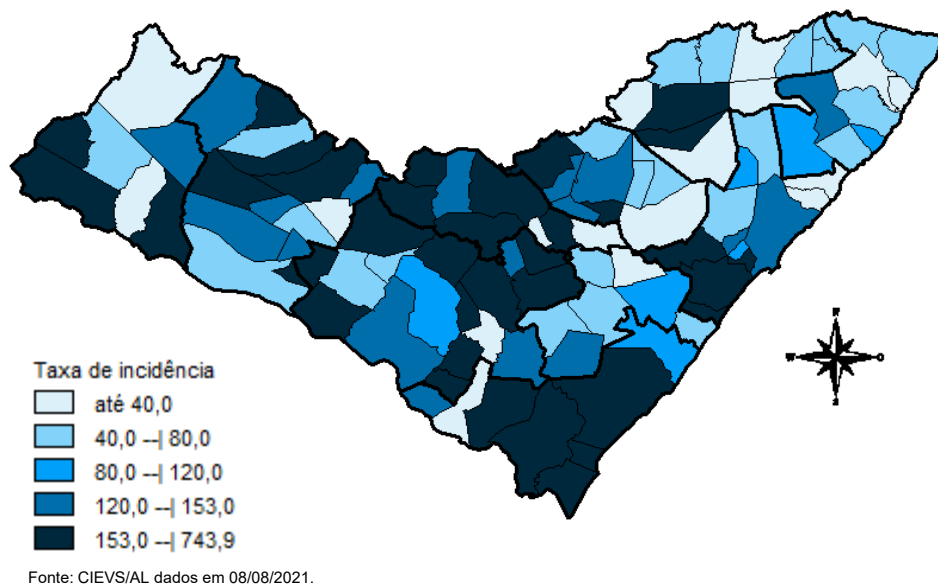 Taxa de incidência
até 40,0
40,0 --| 80,0
80,0 --| 120,0
120,0 --| 153,0
153,0 --| 743,9
W
O
Fonte: CIEVS/AL dados em 08/08/2021.